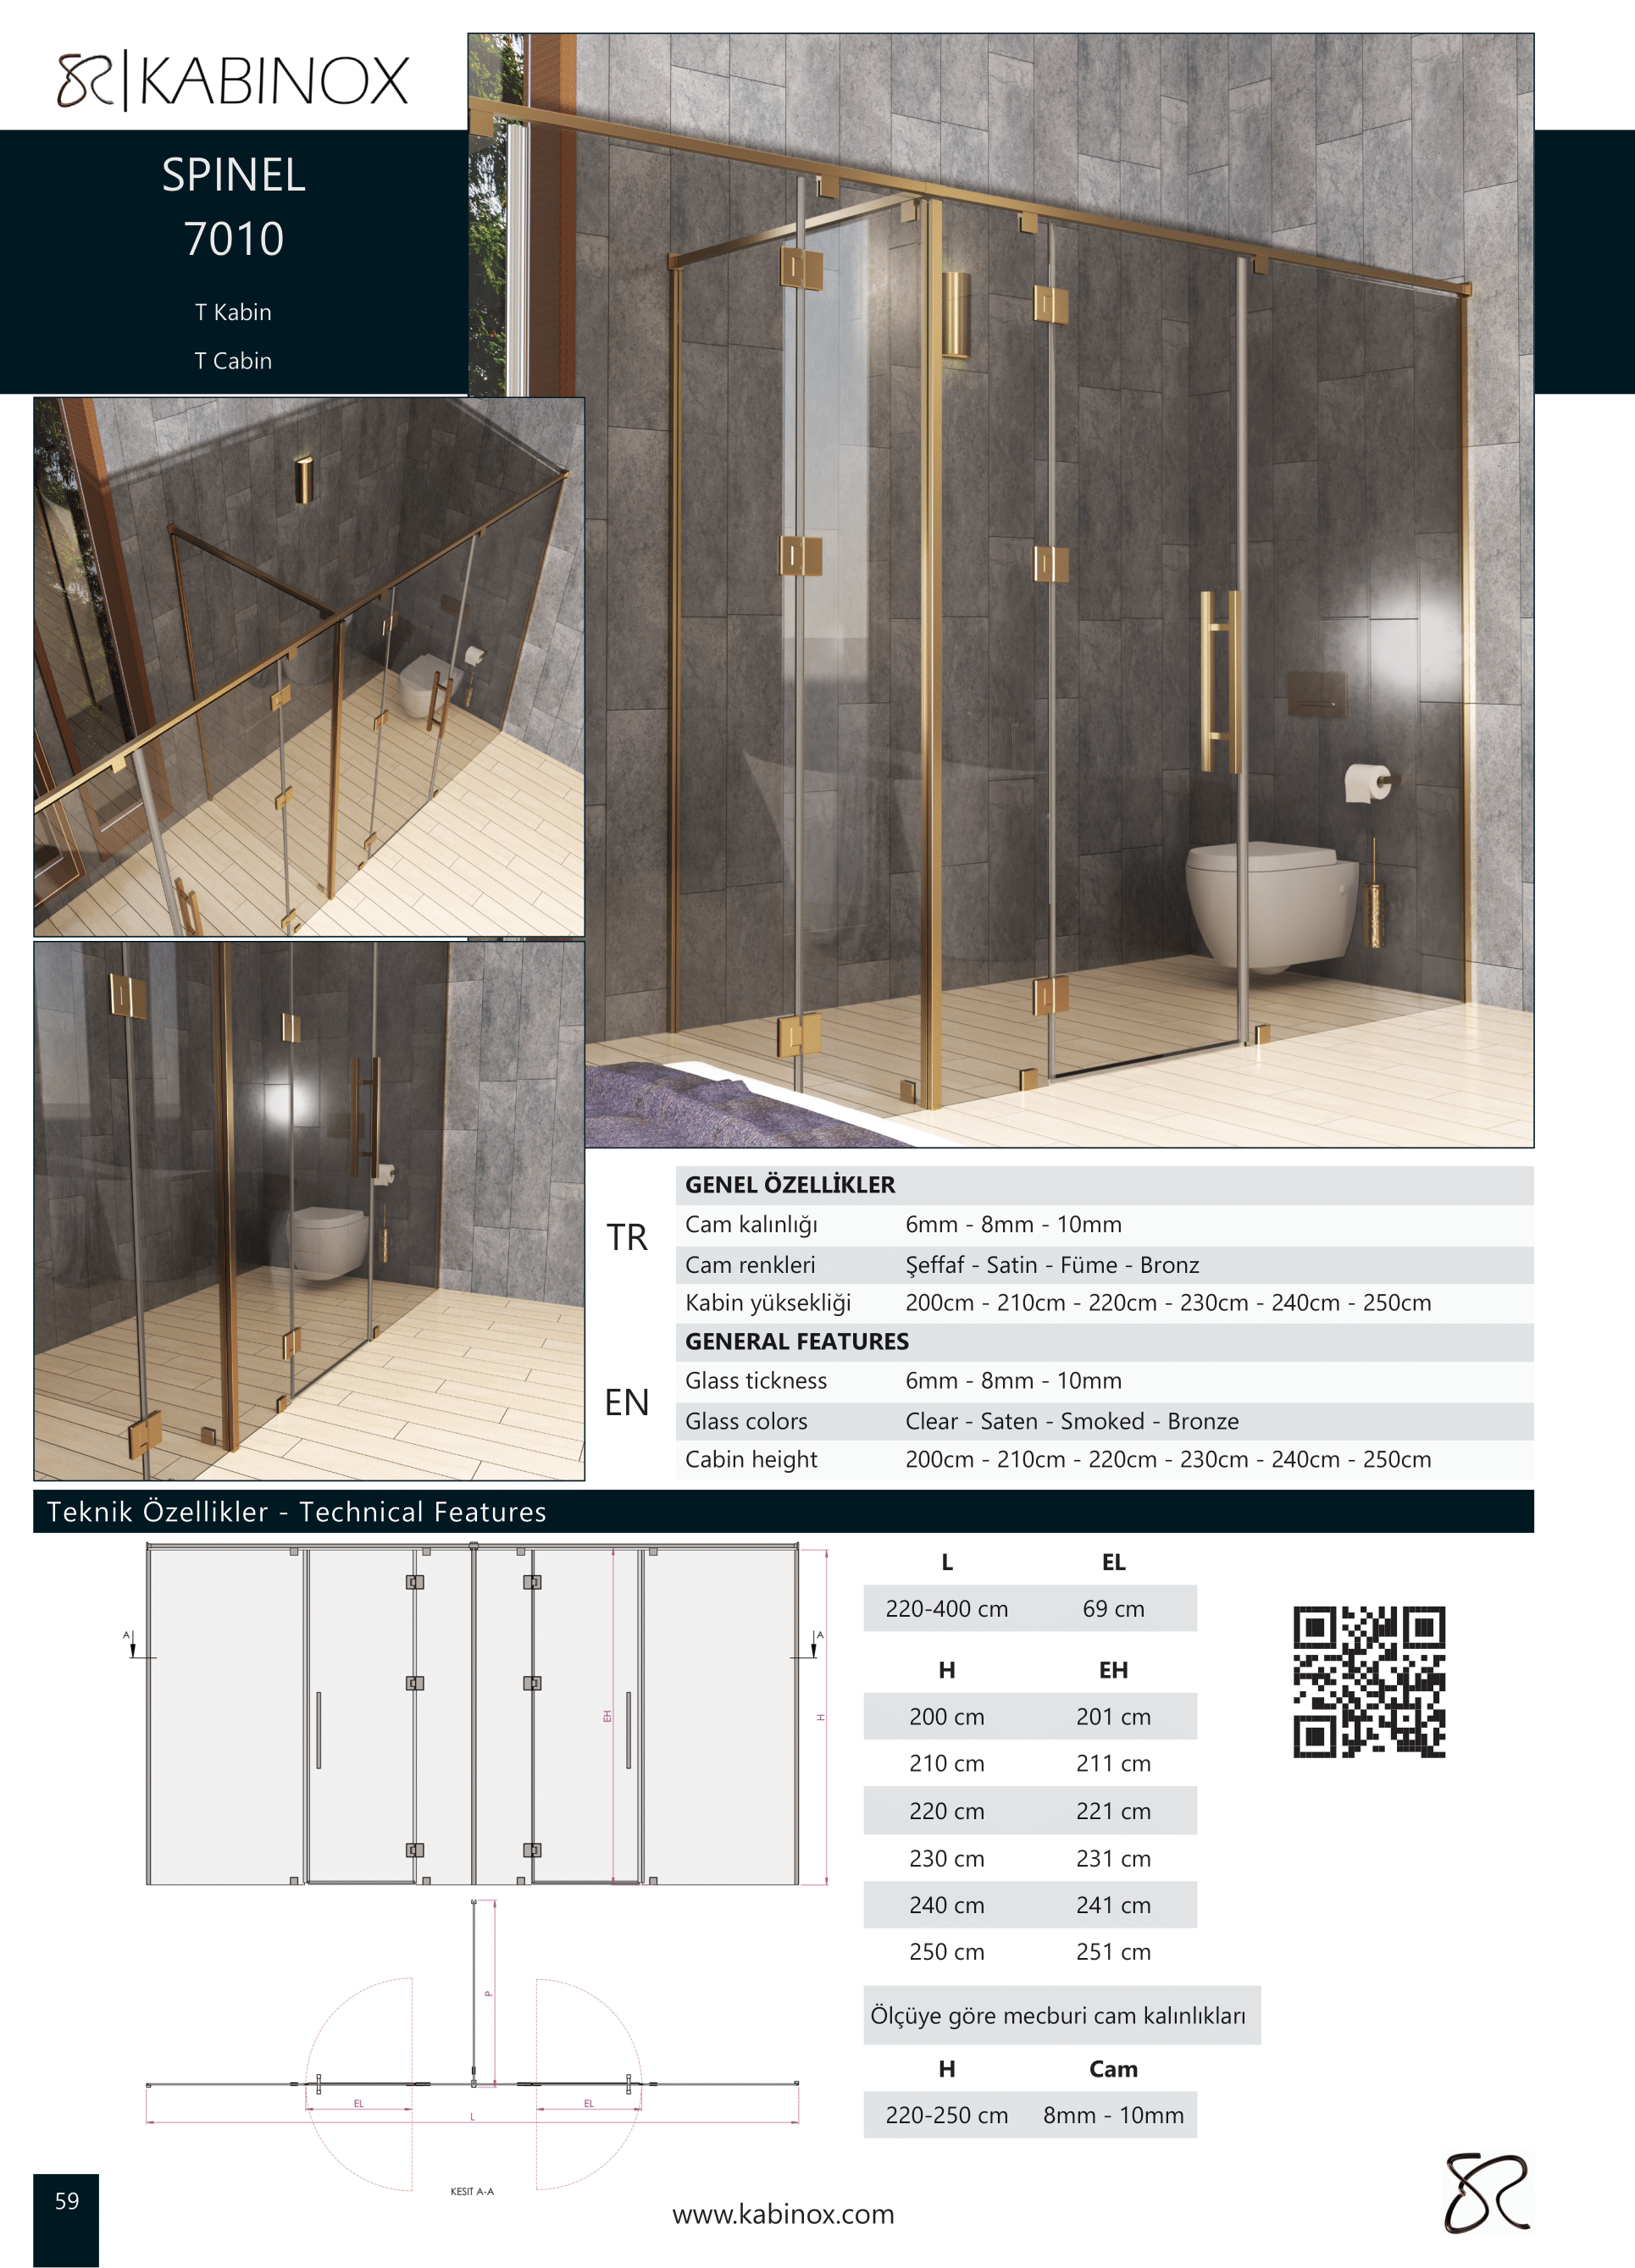 KABINOX
SPINEL
7010
T Kabin
T Cabin
TR
GENEL ÖZELLİKLER
Cam kalınlığı 6mm - 8mm - 10mm
Cam renkleri Şeffaf - Satin - Füme - Bronz
Kabin yüksekliği 200cm - 210cm - 220cm - 230cm - 240cm - 250cm
EN
GENERAL FEATURES
Glass tickness 6mm - 8mm - 10mm
Glass colors Clear - Saten - Smoked - Bronze
Cabin height 200cm - 210cm - 220cm - 230cm - 240cm - 250cm
Teknik Özellikler - Technical Features
A A
EH
H
P
EL EL
L
KESIT A-A
L EL
220-400 cm 69 cm
H EH
200 cm 201 cm
210 cm 211 cm
220 cm 221 cm
230 cm 231 cm
240 cm 241 cm
250 cm 251 cm
Ölçüye göre mecburi cam kalınlıkları
H Cam
220-250 cm 8mm - 10mm
59
www.kabinox.com